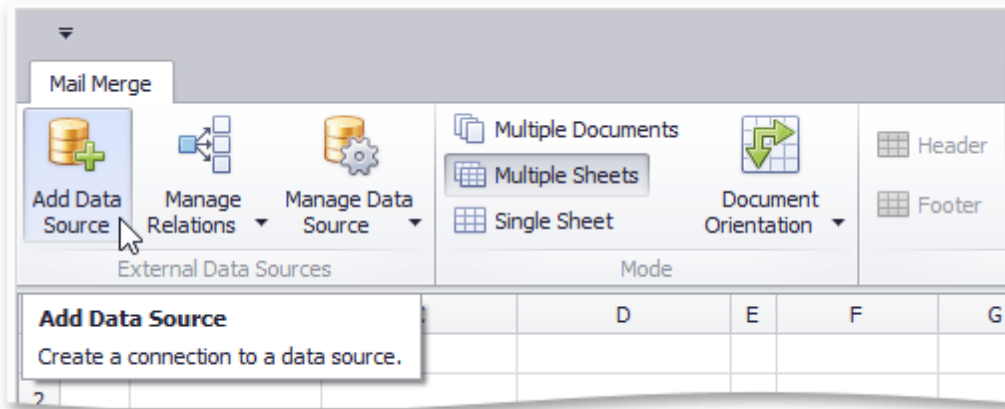 Mail Merge
Add Data
Source
Manage
Relations
Manage Data
Source
Multiple Documents
Multiple Sheets
Single Sheet
Document
Orientation
Header
Footer
External Data Sources
Mode
D E F G
Add Data Source
Create a connection to a data source.
2